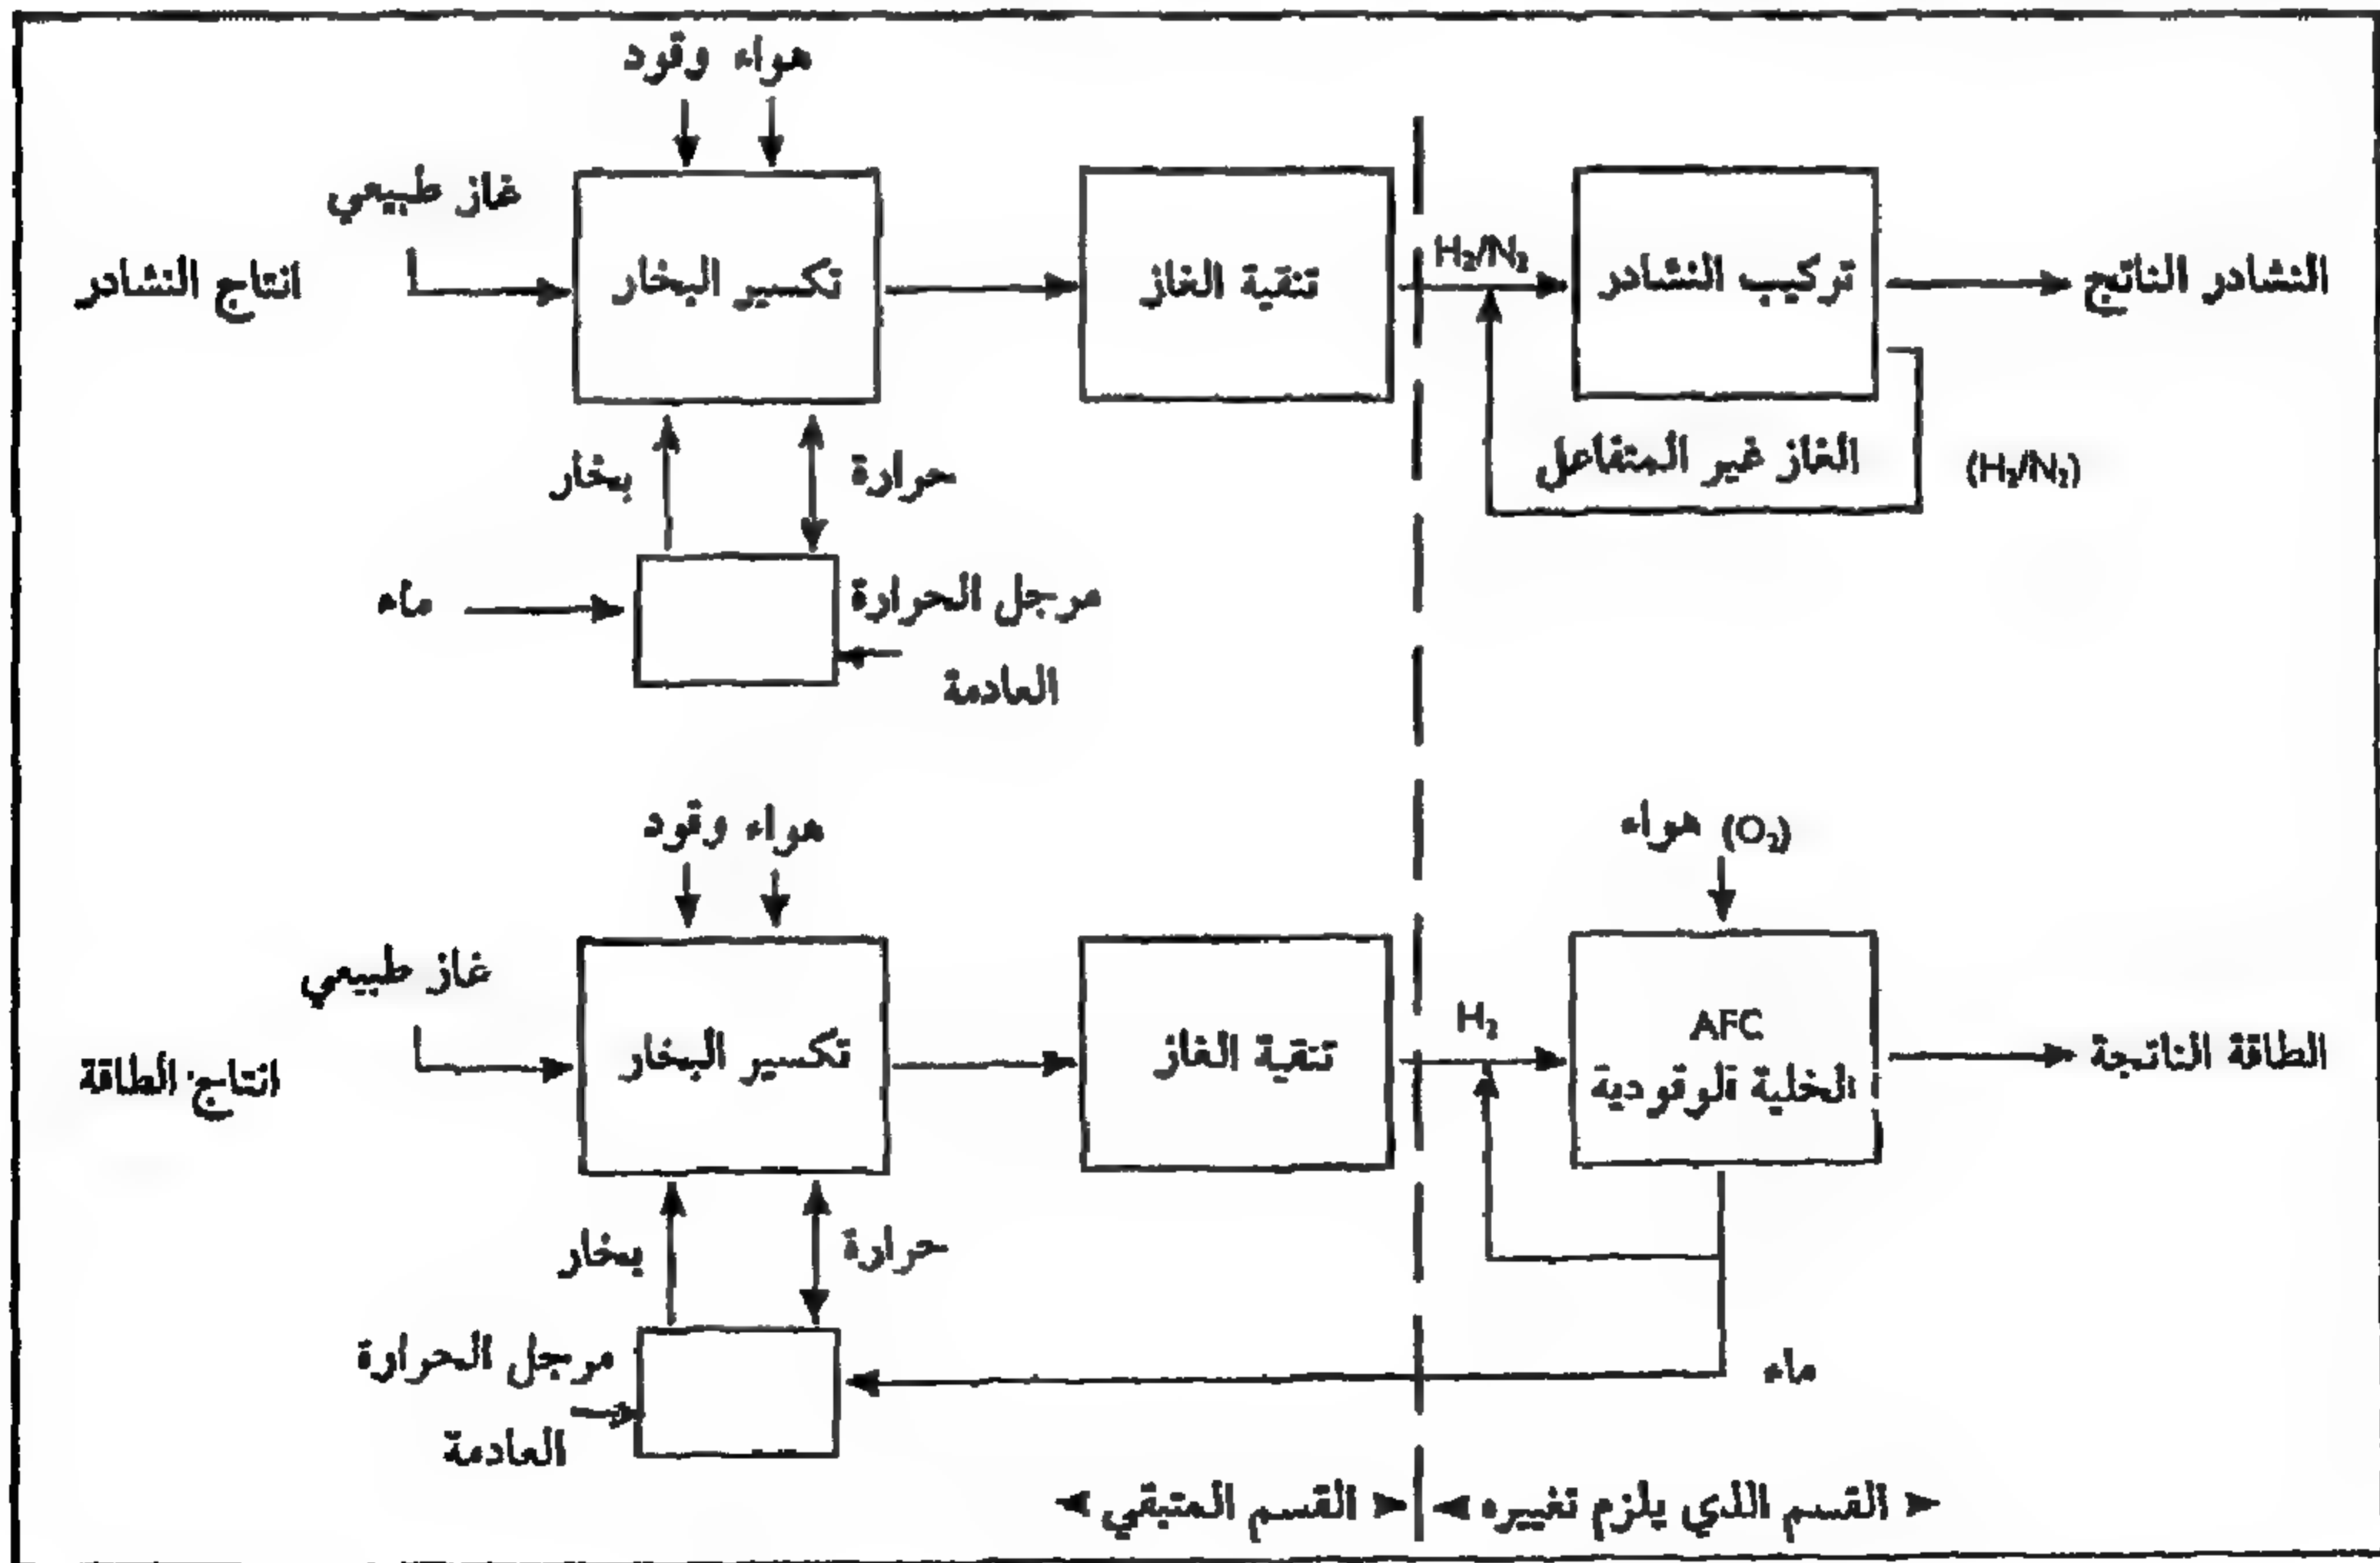 وقود هواء
غاز طبيعي
انتاج النشادر
تكسير البخار
تنقية الغاز
H₂/N₂
تركيب النشادر
النشادر الناتج
بخار
حرارة
الغاز غير المتفاعل
(H₂/N₂)
ماء
مرجل الحرارة
العادمة
وقود هواء
هواء (O₂)
غاز طبيعي
انتاج الطاقة
تكسير البخار
تنقية الغاز
H₂
AFC
الخلية الوقودية
الطاقة الناتجة
بخار
حرارة
مرجل الحرارة
العادمة
ماء
القسم المتبقي
القسم الذي يلزم تغييره